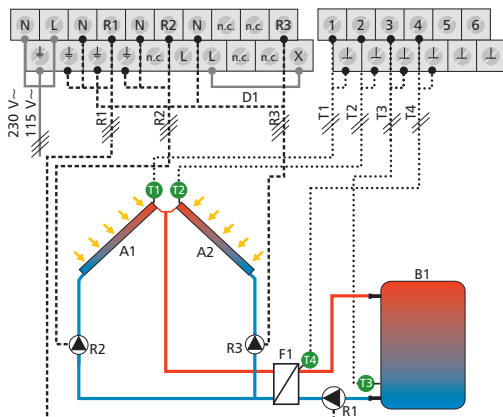 N L N R1 N R2 N n.c. n.c. R3 1 2 3 4 5 6
n.c. L L n.c. n.c. X
D1
230 V~
115 V~
R1
R2
R3
T1
T2
T3
T4
T1 T2
A1 A2
B1
R2 R3 F1 T4
T3
R1